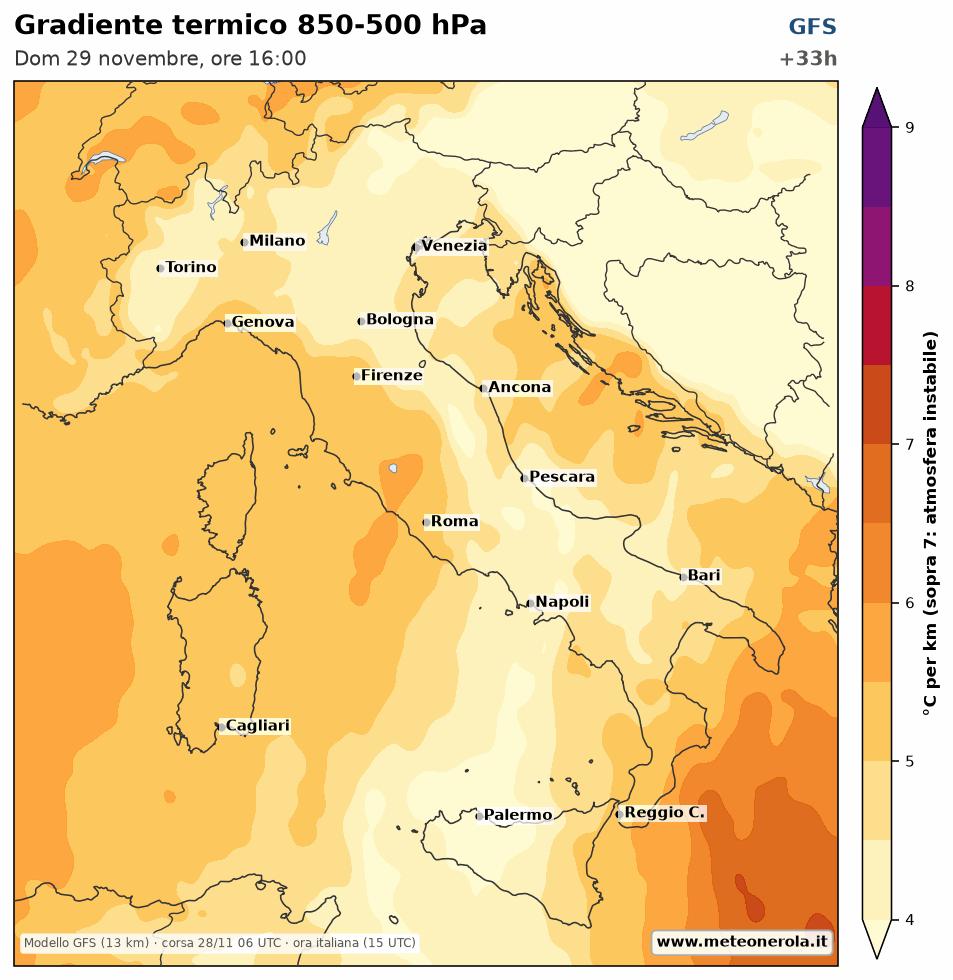 Gradiente termico 850-500 hPa
GFS
Dom 29 novembre, ore 16:00
+33h
Milano
Venezia
Torino
Genova
Bologna
Firenze
Ancona
Pescara
Roma
Bari
Napoli
Cagliari
Palermo
Reggio C.
9
8
7
6
5
4
°C per km (sopra 7: atmosfera instabile)
Modello GFS (13 km) · corsa 28/11 06 UTC · ora italiana (15 UTC)
www.meteonerola.it